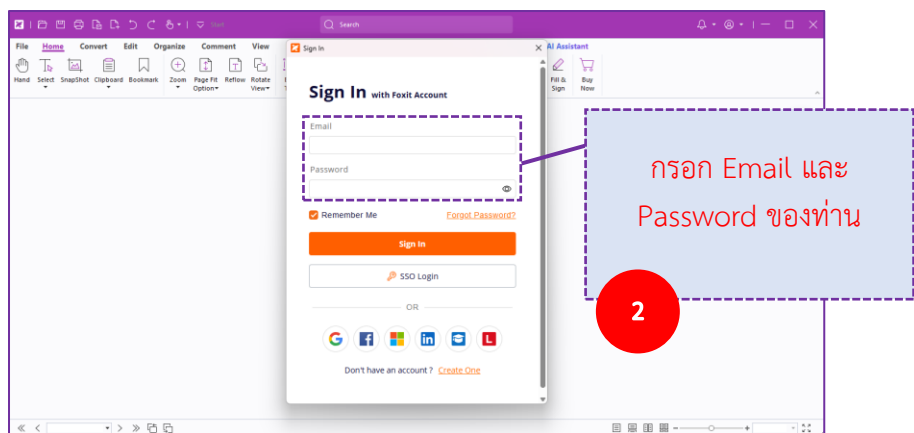 Start
Search
File Home Convert Edit Organize Comment View AI Assistant
Hand Select SnapShot Clipboard Bookmark Zoom Page Fit Option Reflow Rotate View Fill & Sign Buy Now
Sign In
Sign In with Foxit Account
Email
Password
Remember Me Forgot Password?
Sign In
SSO Login
OR
G f in L
Don't have an account ? Create One
กรอก Email และ
Password ของท่าน
2